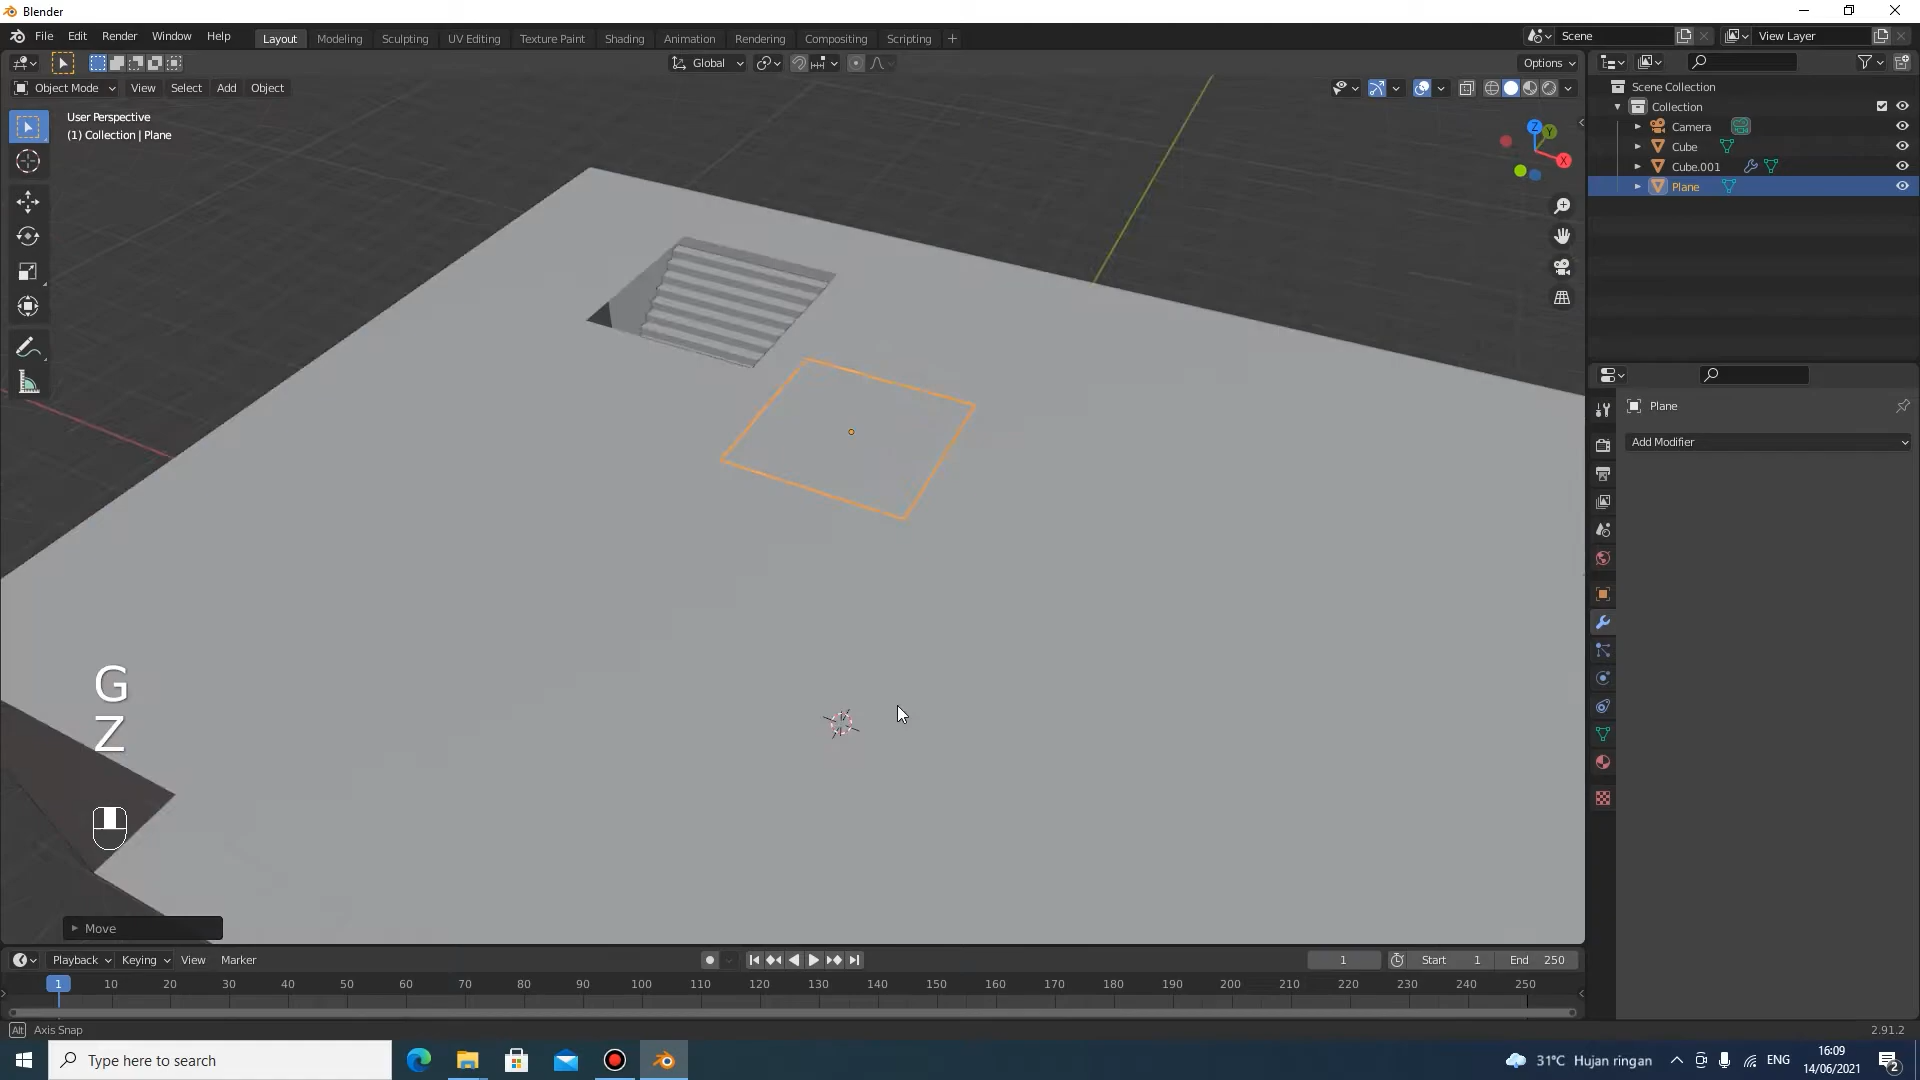 Blender
File Edit Render Window Help
Layout Modeling Sculpting UV Editing Texture Paint Shading Animation Rendering Compositing Scripting +
Scene
View Layer
Global
Options
Object Mode View Select Add Object
User Perspective
(1) Collection | Plane
Z Y X
Scene Collection
Collection
Camera
Cube
Cube.001
Plane
Plane
Add Modifier
G
Z
Move
Playback Keying View Marker
1
Start 1
End 250
1 10 20 30 40 50 60 70 80 90 100 110 120 130 140 150 160 170 180 190 200 210 220 230 240 250
Alt Axis Snap
2.91.2
Type here to search
31°C Hujan ringan
ENG
16:09
14/06/2021
2